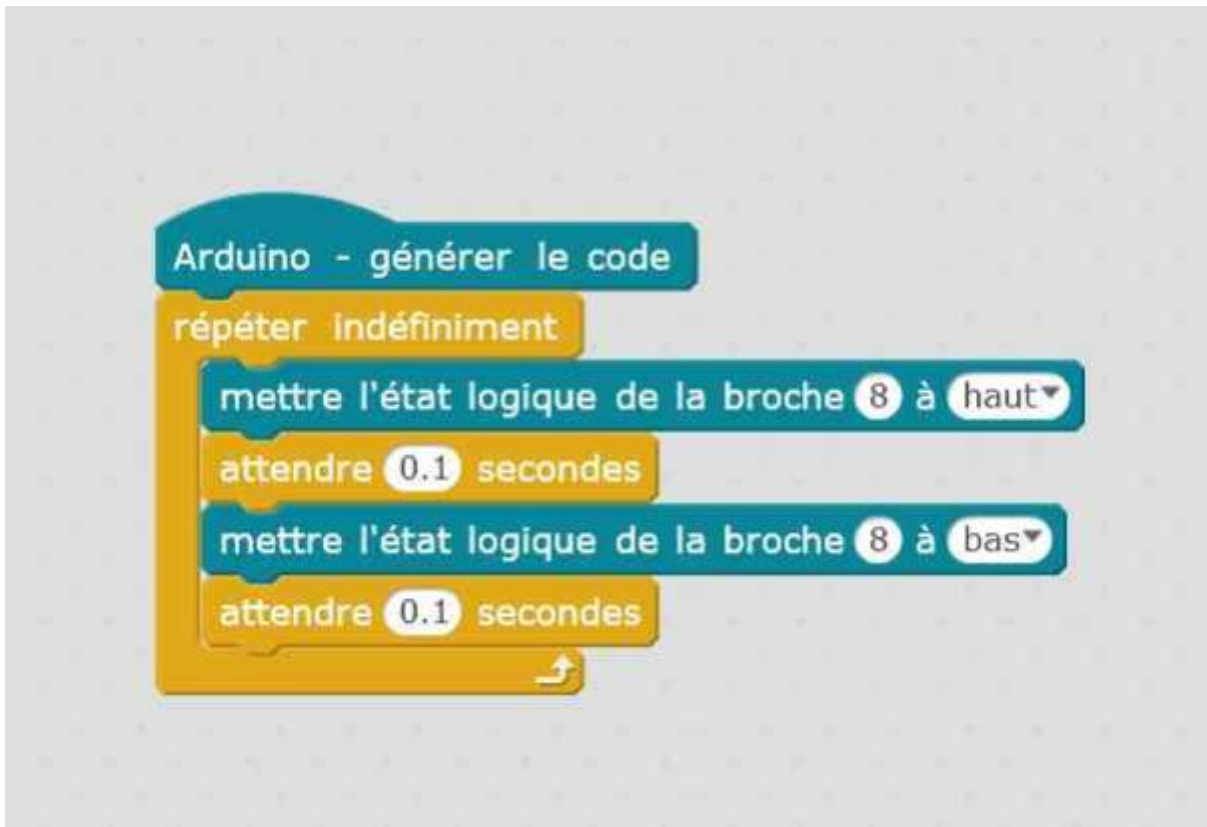 Arduino - générer le code
répéter indéfiniment
mettre l'état logique de la broche 8 à haut
attendre 0.1 secondes
mettre l'état logique de la broche 8 à bas
attendre 0.1 secondes